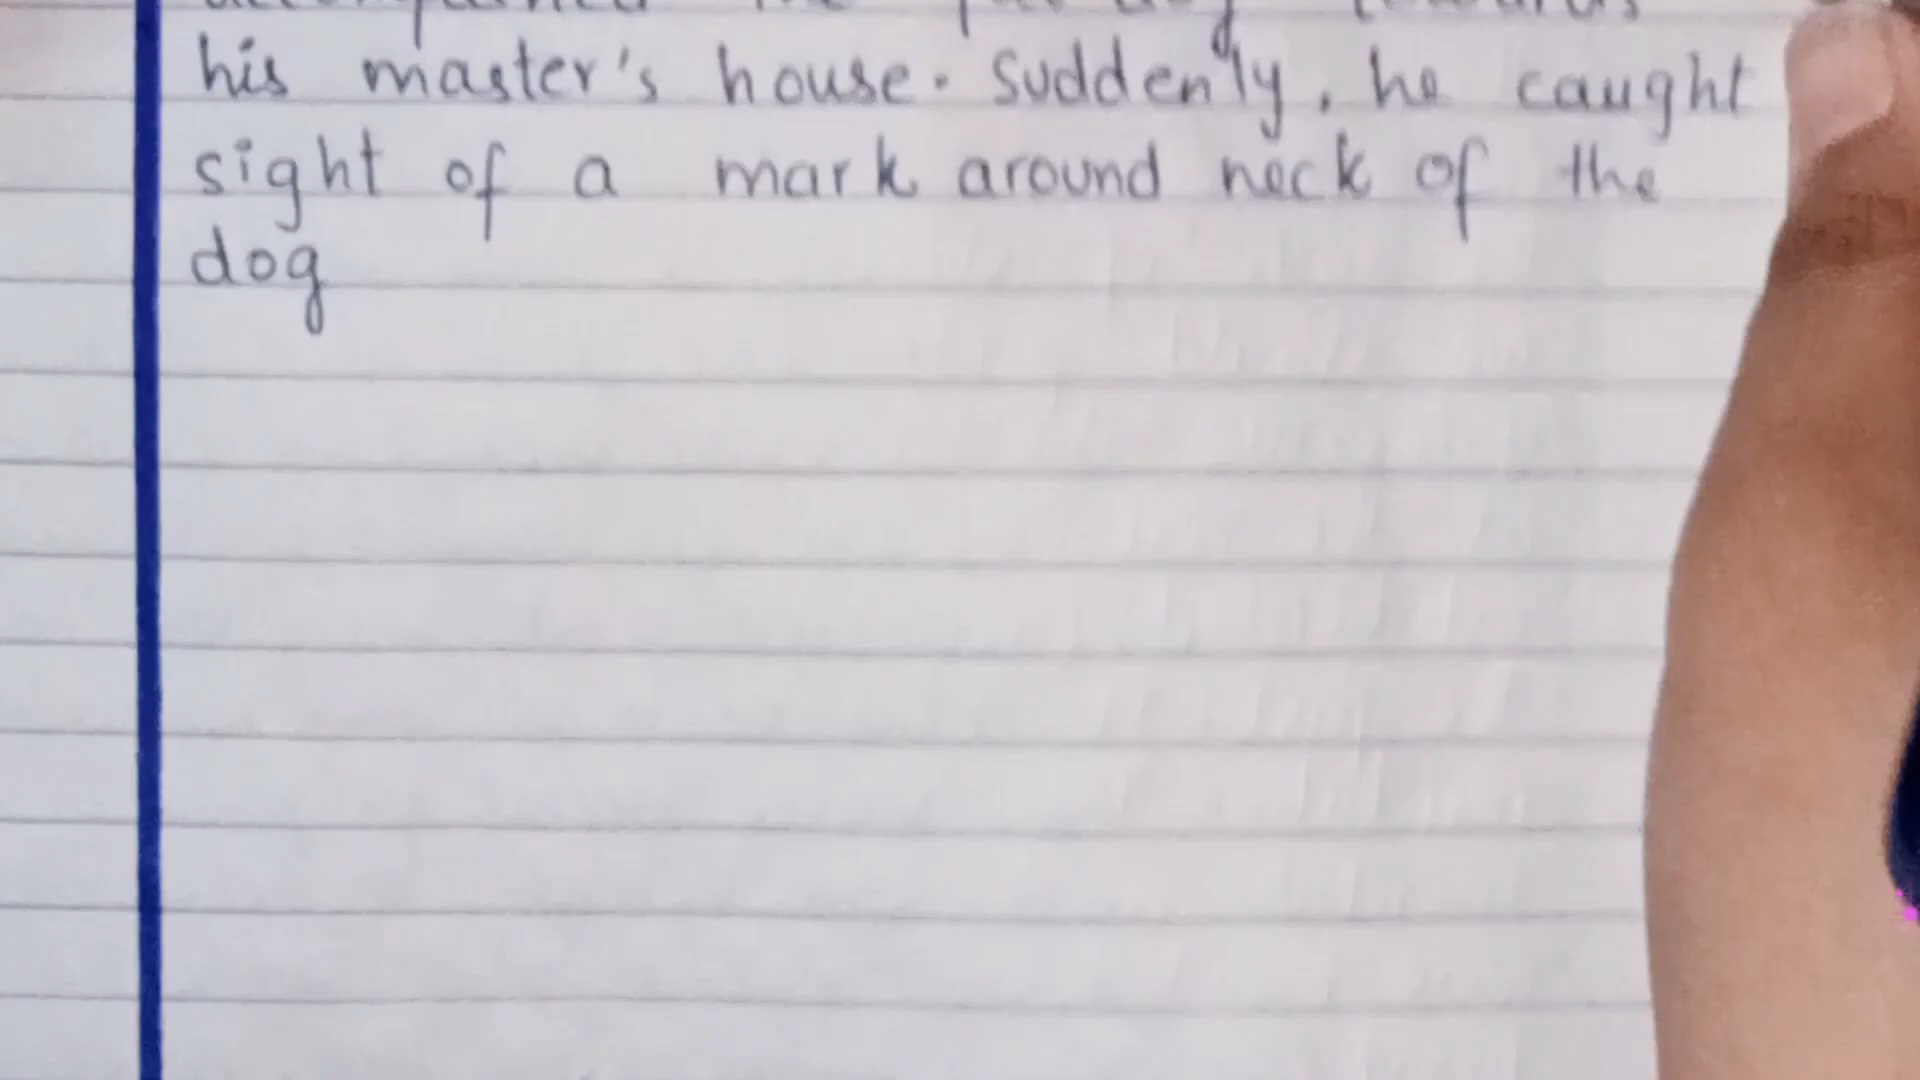 his master's house. Suddenly, he caught
sight of a mark around neck of the
dog